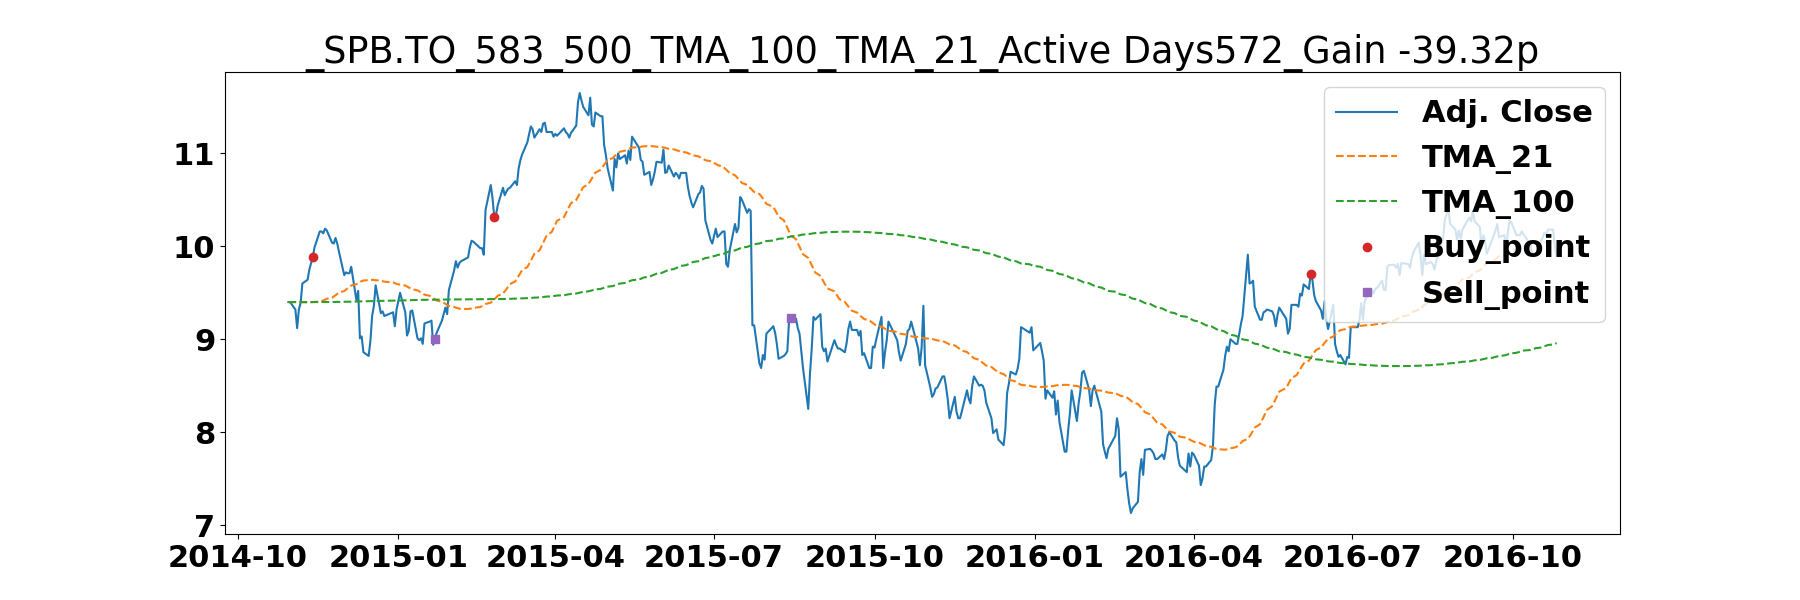 _SPB.TO_583_500_TMA_100_TMA_21_Active Days572_Gain -39.32p
11
10
9
8
7
Adj. Close
TMA_21
TMA_100
Buy_point
Sell_point
2014-10 2015-01 2015-04 2015-07 2015-10 2016-01 2016-04 2016-07 2016-10